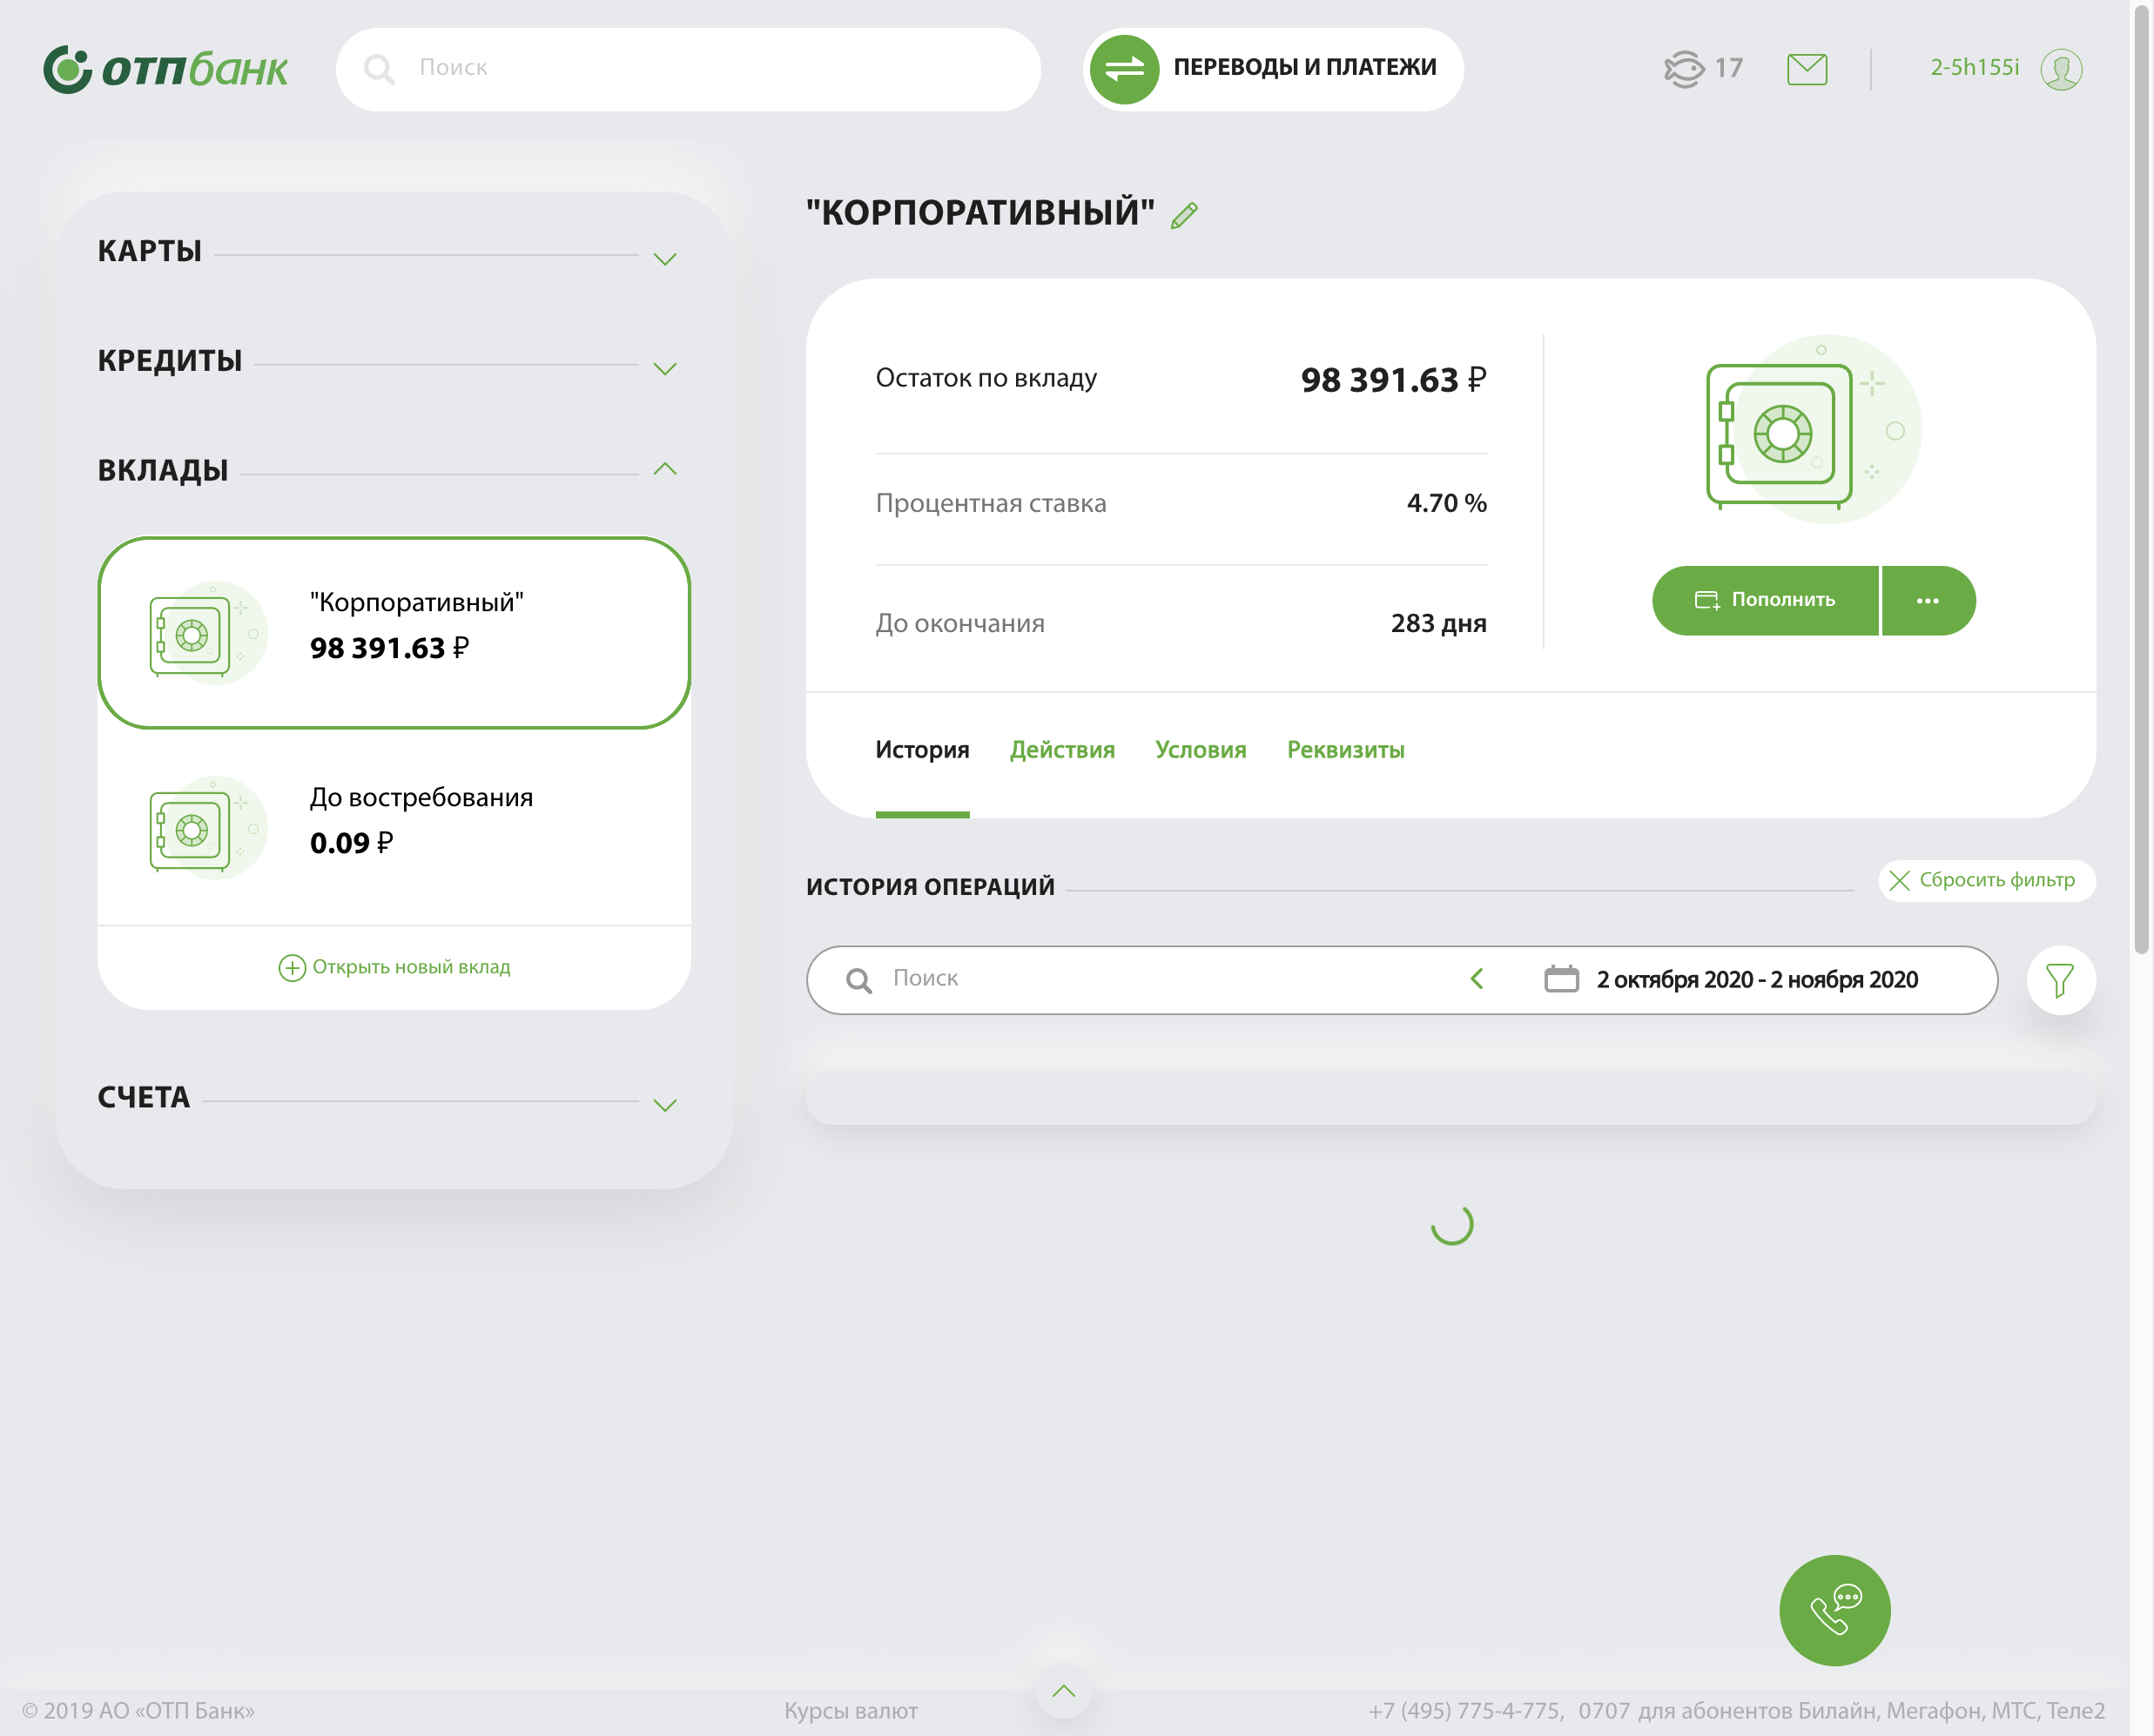 ОТПбанк
Поиск
ПЕРЕВОДЫ И ПЛАТЕЖИ
17
2-5h155i
КАРТЫ
КРЕДИТЫ
ВКЛАДЫ
"Корпоративный"
98 391.63 ₽
До востребования
0.09 ₽
Открыть новый вклад
СЧЕТА
"КОРПОРАТИВНЫЙ"
Остаток по вкладу 98 391.63 ₽
Процентная ставка 4.70 %
До окончания 283 дня
Пополнить
История Действия Условия Реквизиты
ИСТОРИЯ ОПЕРАЦИЙ
Сбросить фильтр
Поиск
2 октября 2020 - 2 ноября 2020
© 2019 АО «ОТП Банк»
Курсы валют
+7 (495) 775-4-775, 0707 для абонентов Билайн, Мегафон, МТС, Теле2